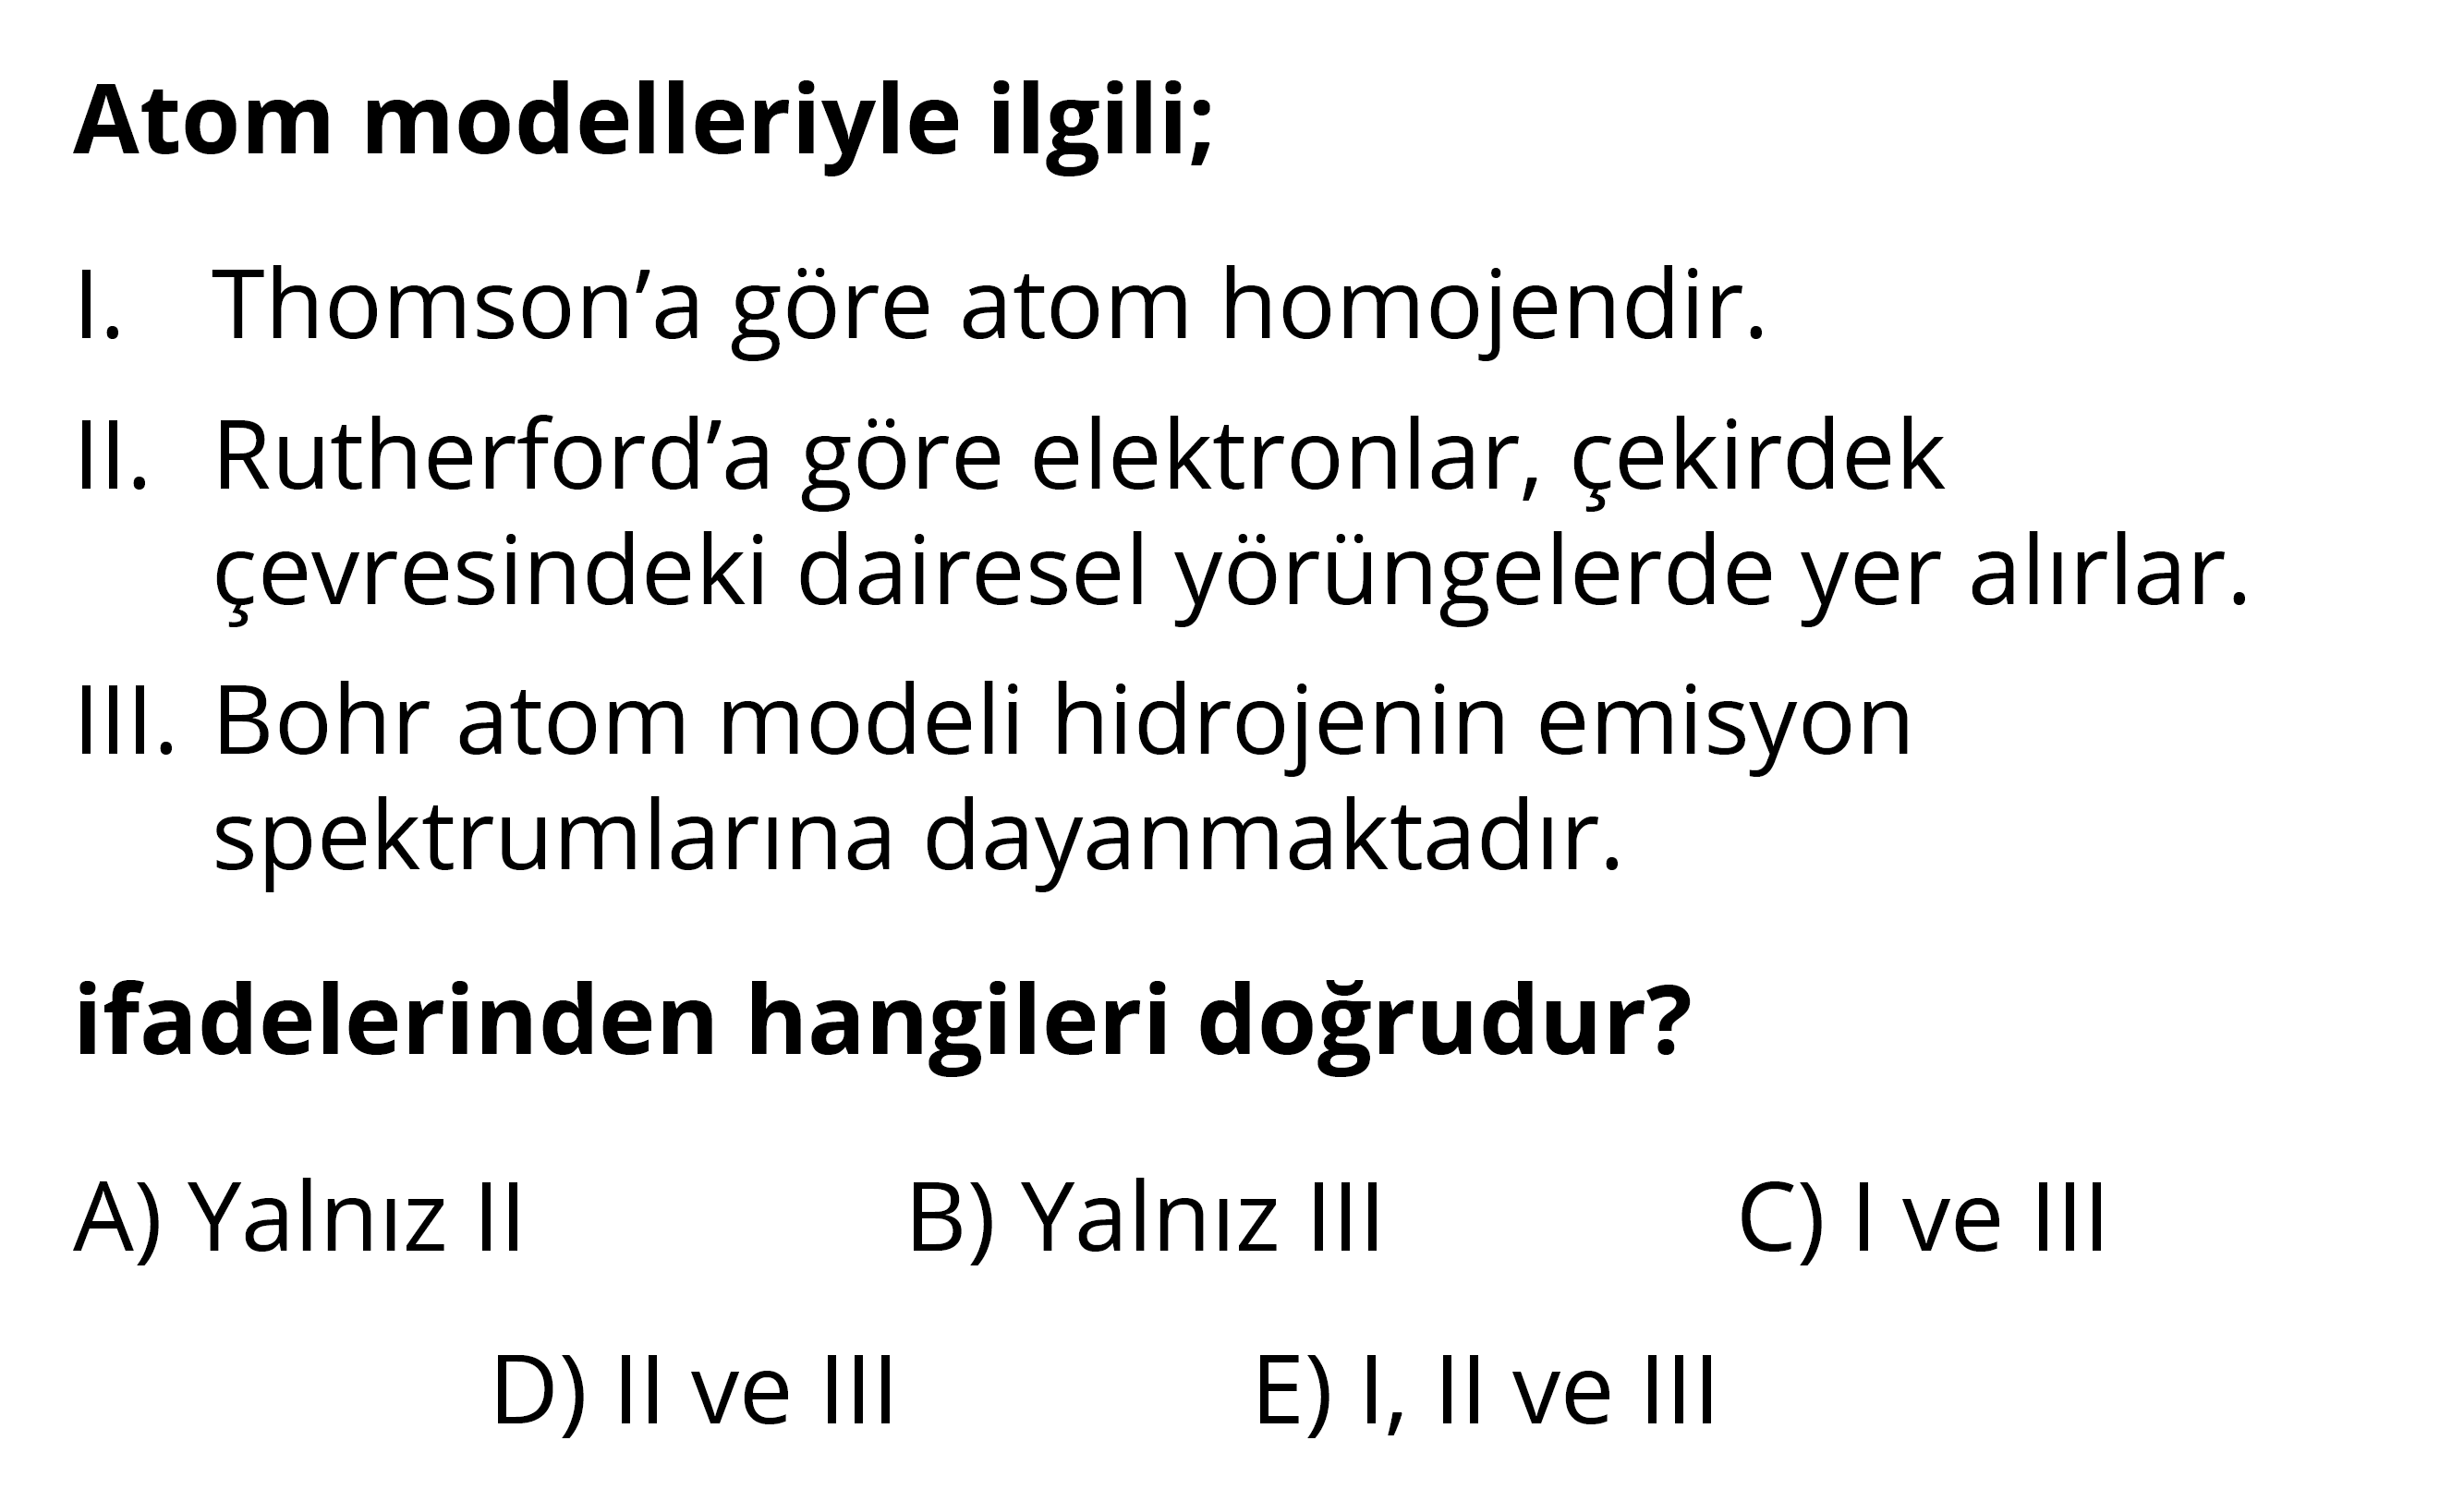 Atom modelleriyle ilgili;
I. Thomson’a göre atom homojendir.
II. Rutherford’a göre elektronlar, çekirdek
çevresindeki dairesel yörüngelerde yer alırlar.
III. Bohr atom modeli hidrojenin emisyon
spektrumlarına dayanmaktadır.
ifadelerinden hangileri doğrudur?
A) Yalnız II B) Yalnız III C) I ve III
D) II ve III E) I, II ve III